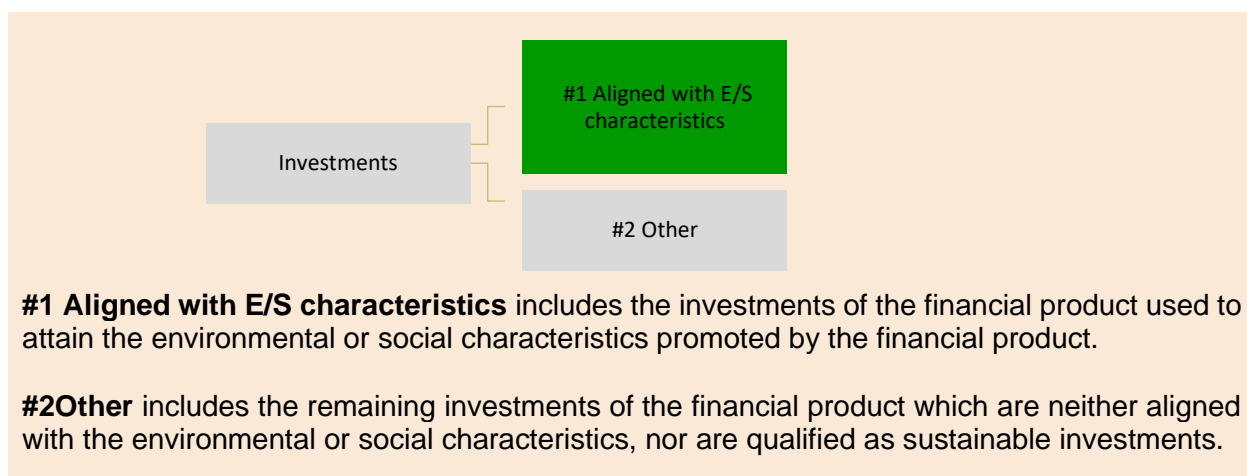 #1 Aligned with E/S
characteristics
Investments
#2 Other
#1 Aligned with E/S characteristics includes the investments of the financial product used to
attain the environmental or social characteristics promoted by the financial product.
#2Other includes the remaining investments of the financial product which are neither aligned
with the environmental or social characteristics, nor are qualified as sustainable investments.